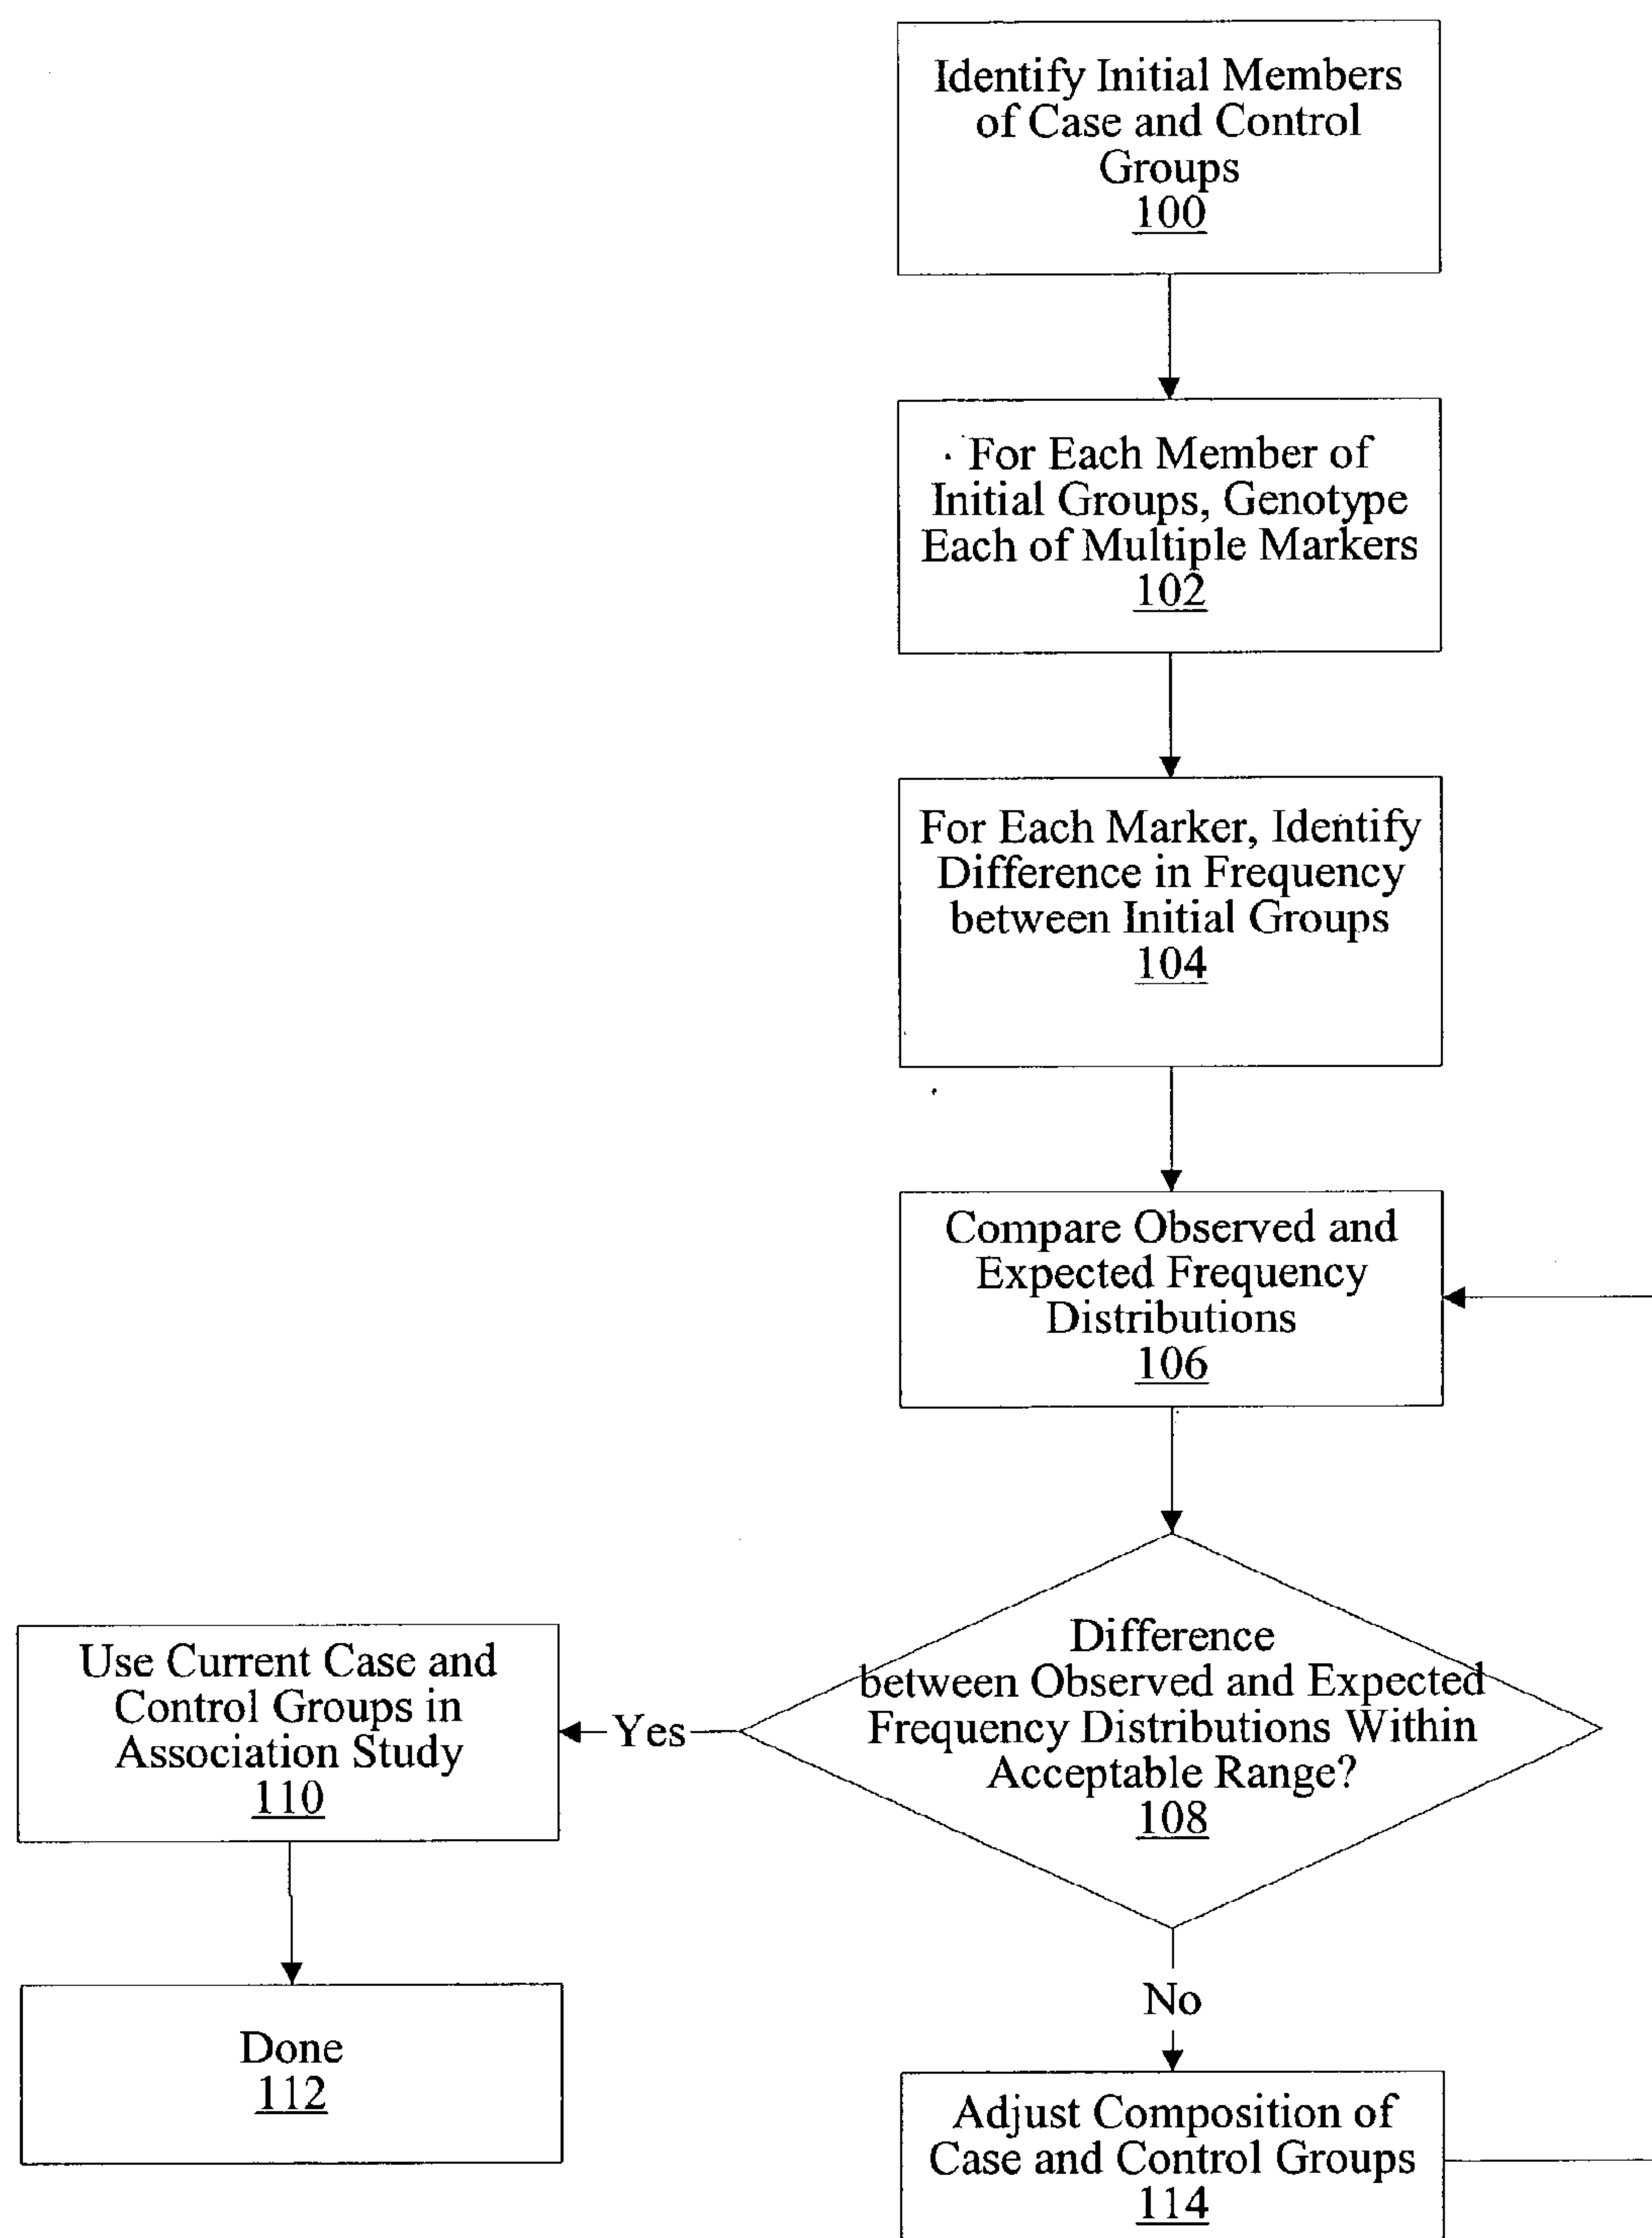 Identify Initial Members
of Case and Control
Groups
100
For Each Member of
Initial Groups, Genotype
Each of Multiple Markers
102
For Each Marker, Identify
Difference in Frequency
between Initial Groups
104
Compare Observed and
Expected Frequency
Distributions
106
Difference
between Observed and Expected
Frequency Distributions Within
Acceptable Range?
108
Yes
Use Current Case and
Control Groups in
Association Study
110
Done
112
No
Adjust Composition of
Case and Control Groups
114